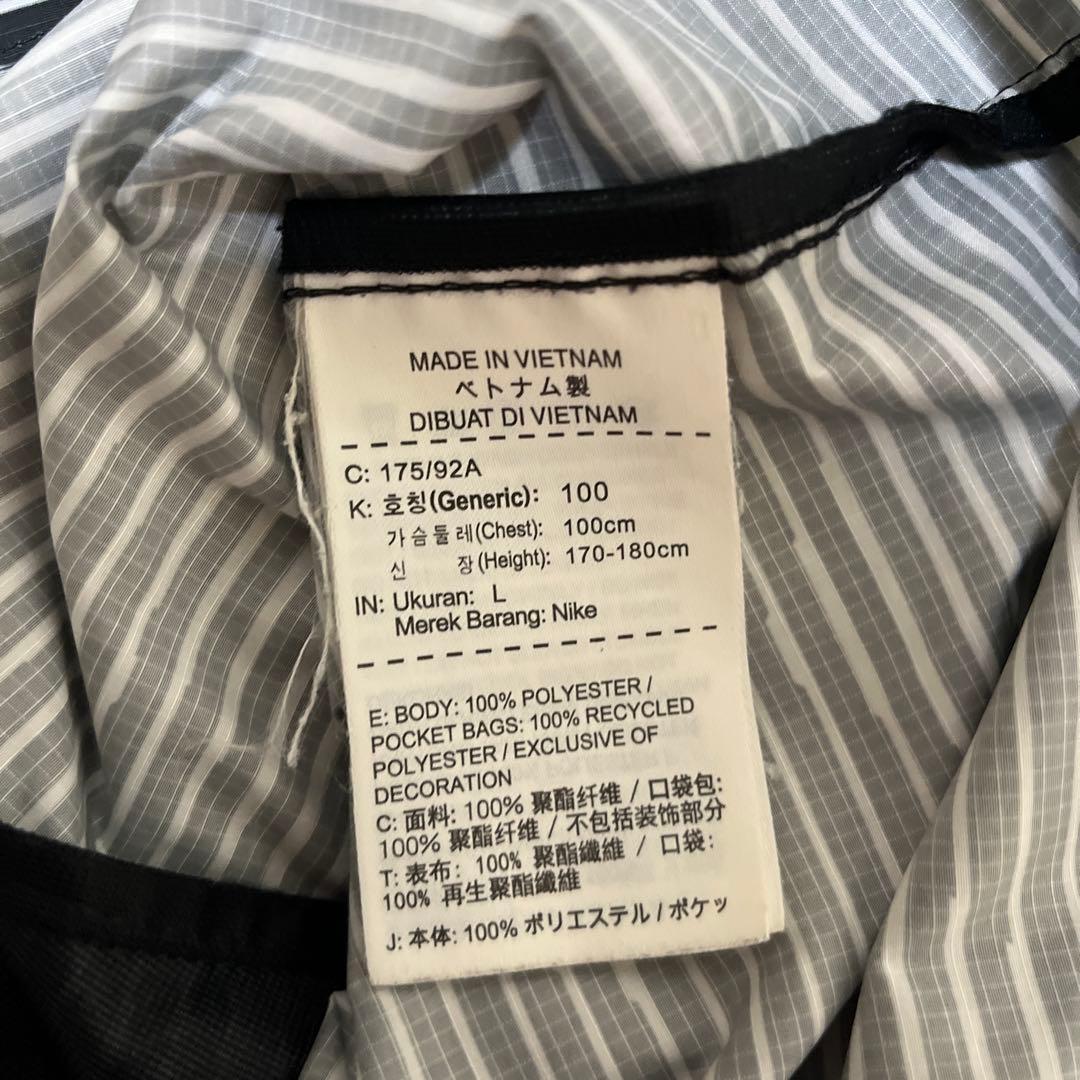 MADE IN VIETNAM
ベトナム製
DIBUAT DI VIETNAM
C: 175/92A
K: 호칭(Generic): 100
가슴둘레(Chest): 100cm
신 장(Height): 170-180cm
IN: Ukuran: L
Merek Barang: Nike
E: BODY: 100% POLYESTER /
POCKET BAGS: 100% RECYCLED
POLYESTER / EXCLUSIVE OF
DECORATION
C: 面料: 100% 聚酯纤维 / 口袋包:
100% 聚酯纤维 / 不包括装饰部分
T: 表布: 100% 聚酯纖維 / 口袋:
100% 再生聚酯纖維
J: 本体: 100% ポリエステル / ポケッ